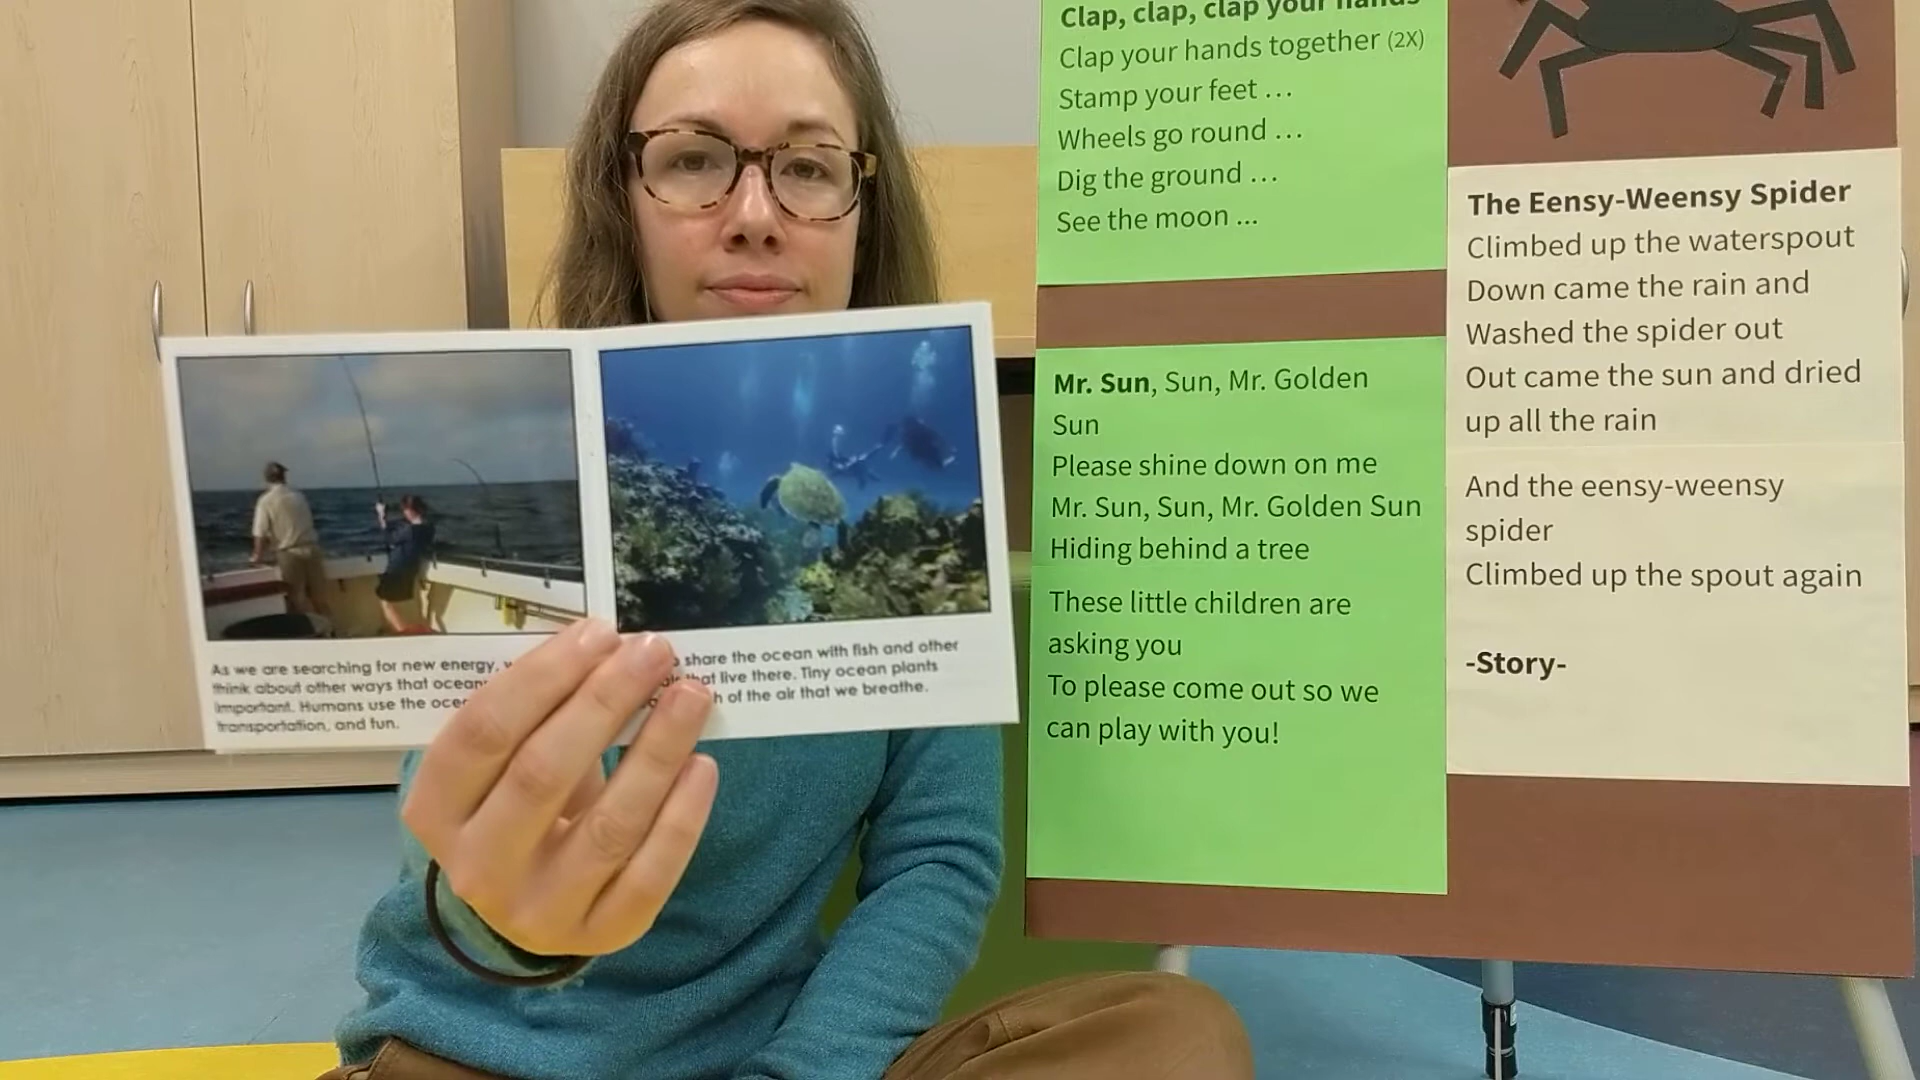 Clap, clap, clap your hands
Clap your hands together (2X)
Stamp your feet ...
Wheels go round ...
Dig the ground ...
See the moon ...
Mr. Sun, Sun, Mr. Golden
Sun
Please shine down on me
Mr. Sun, Sun, Mr. Golden Sun
Hiding behind a tree
These little children are
asking you
To please come out so we
can play with you!
The Eensy-Weensy Spider
Climbed up the waterspout
Down came the rain and
Washed the spider out
Out came the sun and dried
up all the rain
And the eensy-weensy
spider
Climbed up the spout again
-Story-
As we are searching for new energy,
think about other ways that
important. Humans use the
transportation, and fun.
share the ocean with fish and other
that live there. Tiny ocean plants
of the air that we breathe.